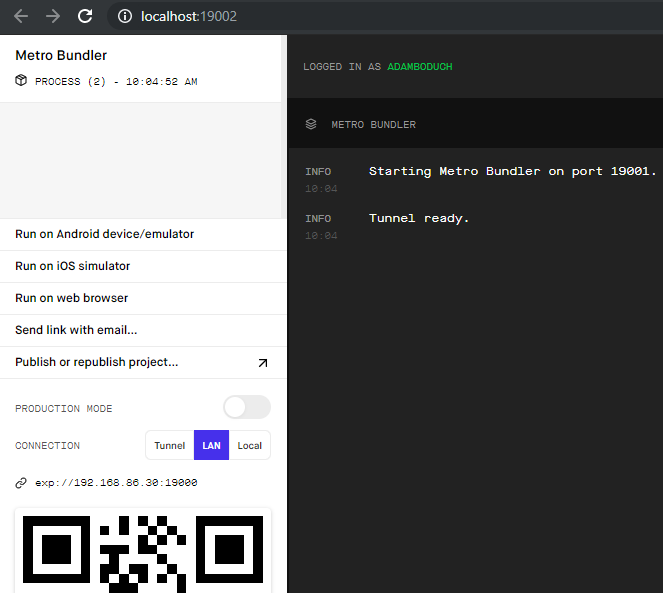 localhost:19002
Metro Bundler
PROCESS (2) - 10:04:52 AM
Run on Android device/emulator
Run on iOS simulator
Run on web browser
Send link with email...
Publish or republish project...
PRODUCTION MODE
CONNECTION Tunnel LAN Local
exp://192.168.86.30:19000
LOGGED IN AS ADAMBODUCH
METRO BUNDLER
INFO Starting Metro Bundler on port 19001.
10:04
INFO Tunnel ready.
10:04